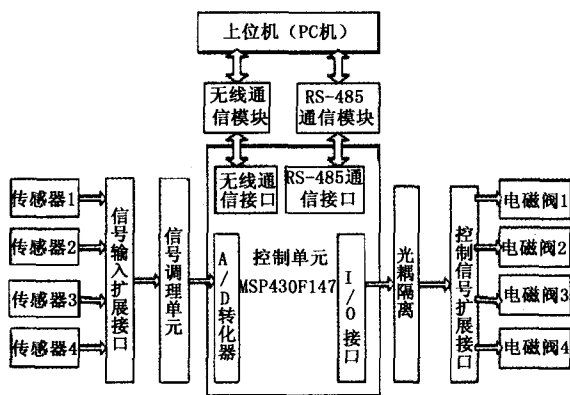 上位机（PC机）
无线通
信模块
RS-485
通信模块
无线通
信接口
RS-485通
信接口
传感器1
传感器2
传感器3
传感器4
信号输入扩展接口
信号调理单元
A/D转化器
控制单元
MSP430F147
I/O接口
光耦隔离
控制信号扩展接口
电磁阀1
电磁阀2
电磁阀3
电磁阀4